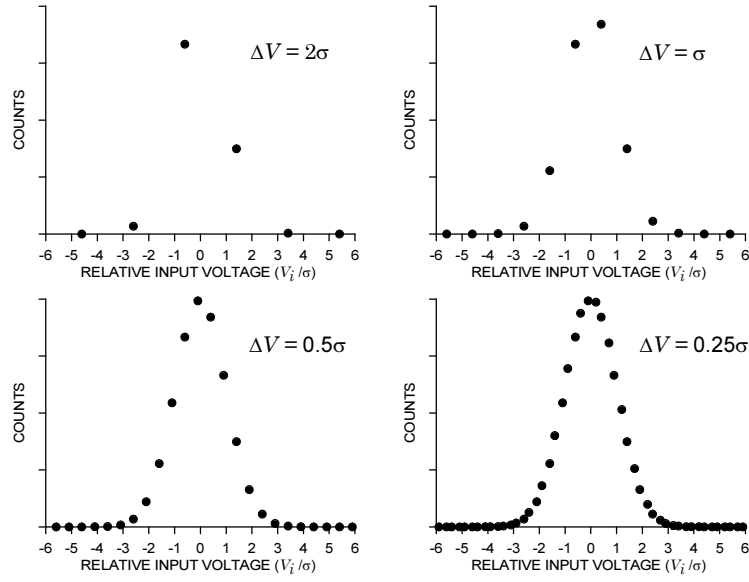 ΔV = 2σ
COUNTS
-6 -5 -4 -3 -2 -1 0 1 2 3 4 5 6
RELATIVE INPUT VOLTAGE (Vi /σ)
ΔV = σ
COUNTS
-6 -5 -4 -3 -2 -1 0 1 2 3 4 5 6
RELATIVE INPUT VOLTAGE (Vi /σ)
ΔV = 0.5σ
COUNTS
-6 -5 -4 -3 -2 -1 0 1 2 3 4 5 6
RELATIVE INPUT VOLTAGE (Vi /σ)
ΔV = 0.25σ
COUNTS
-6 -5 -4 -3 -2 -1 0 1 2 3 4 5 6
RELATIVE INPUT VOLTAGE (Vi /σ)